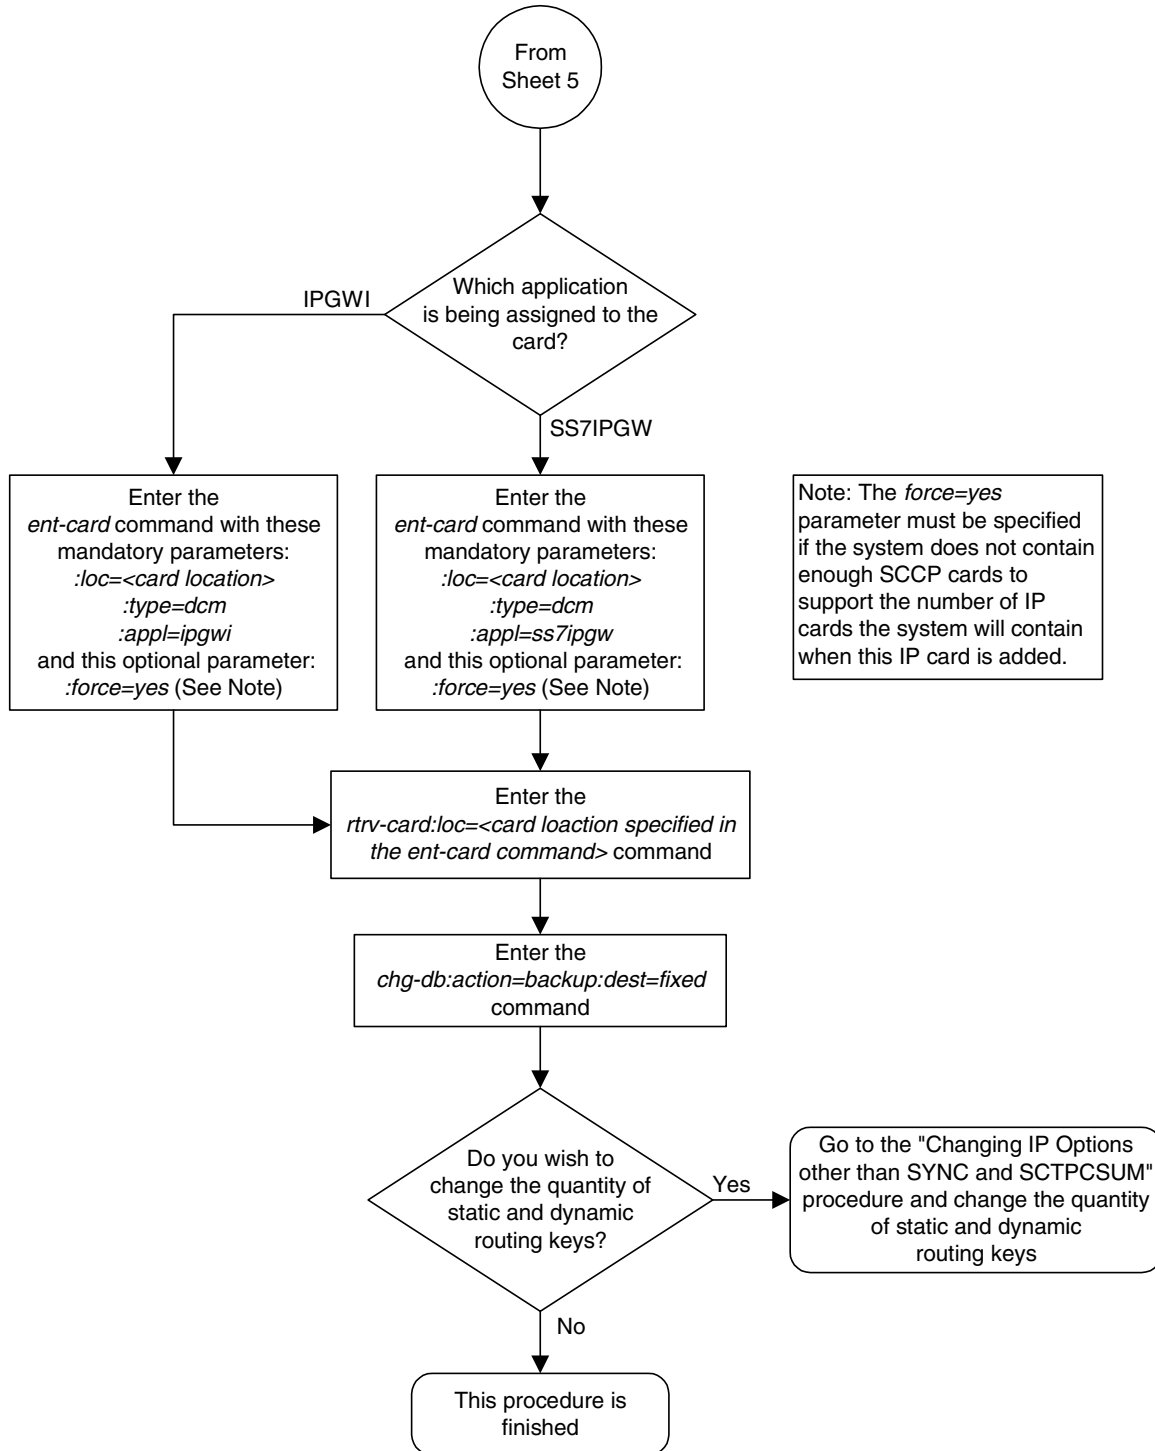 From
Sheet 5
Which application
is being assigned to the
card?
IPGWI
SS7IPGW
Enter the
ent-card command with these
mandatory parameters:
:loc=<card location>
:type=dcm
:appl=ipgwi
and this optional parameter:
:force=yes (See Note)
Enter the
ent-card command with these
mandatory parameters:
:loc=<card location>
:type=dcm
:appl=ss7ipgw
and this optional parameter:
:force=yes (See Note)
Note: The force=yes
parameter must be specified
if the system does not contain
enough SCCP cards to
support the number of IP
cards the system will contain
when this IP card is added.
Enter the
rtrv-card:loc=<card loaction specified in
the ent-card command> command
Enter the
chg-db:action=backup:dest=fixed
command
Do you wish to
change the quantity of
static and dynamic
routing keys?
Yes
Go to the "Changing IP Options
other than SYNC and SCTPCSUM"
procedure and change the quantity
of static and dynamic
routing keys
No
This procedure is
finished